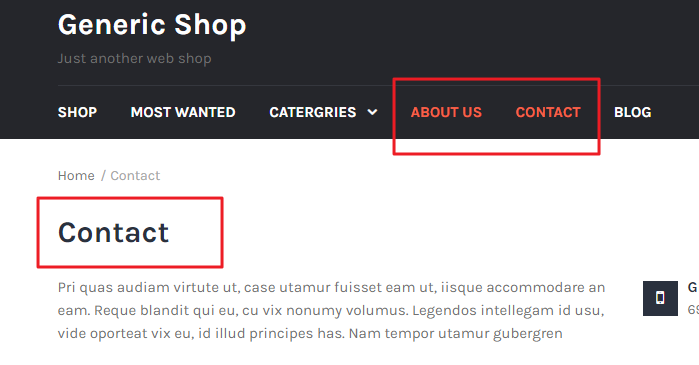 Generic Shop
Just another web shop
SHOP MOST WANTED CATERGRIES ABOUT US CONTACT BLOG
Home / Contact
Contact
Pri quas audiam virtute ut, case utamur fuisset eam ut, iisque accommodare an
eam. Reque blandit qui eu, cu vix nonumy volumus. Legendos intellegam id usu,
vide oporteat vix eu, id illud principes has. Nam tempor utamur gubergren
G
69